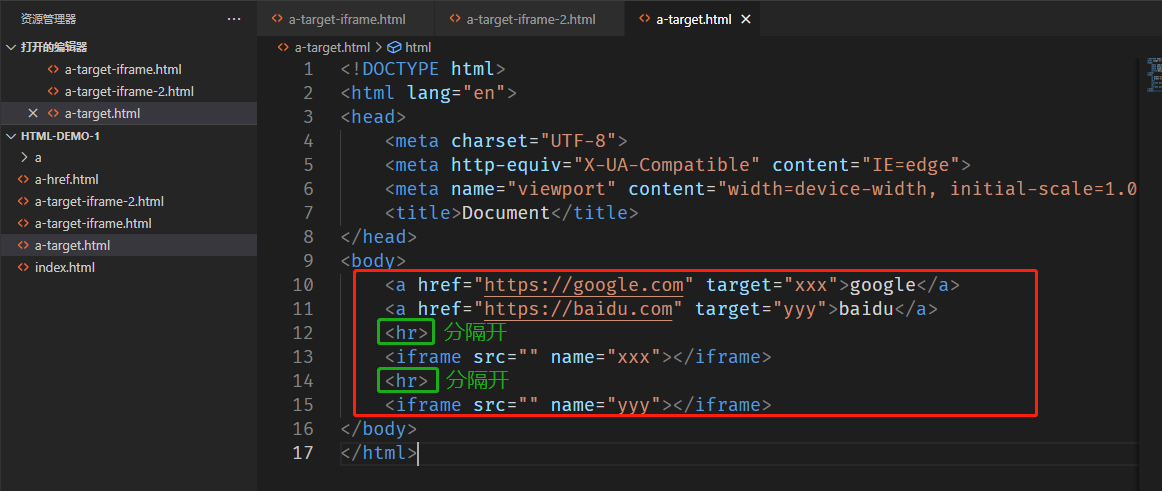 资源管理器 ...
打开的编辑器
a-target-iframe.html
a-target-iframe-2.html
a-target.html
HTML-DEMO-1
a
a-href.html
a-target-iframe-2.html
a-target-iframe.html
a-target.html
index.html
a-target-iframe.html a-target-iframe-2.html a-target.html
a-target.html > html
1 <!DOCTYPE html>
2 <html lang="en">
3 <head>
4 <meta charset="UTF-8">
5 <meta http-equiv="X-UA-Compatible" content="IE=edge">
6 <meta name="viewport" content="width=device-width, initial-scale=1.0
7 <title>Document</title>
8 </head>
9 <body>
10 <a href="https://google.com" target="xxx">google</a>
11 <a href="https://baidu.com" target="yyy">baidu</a>
12 <hr> 分隔开
13 <iframe src="" name="xxx"></iframe>
14 <hr> 分隔开
15 <iframe src="" name="yyy"></iframe>
16 </body>
17 </html>